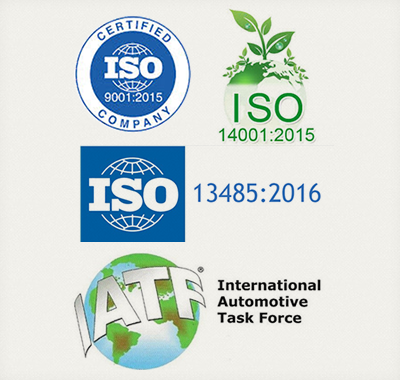 CERTIFIED
ISO
9001:2015
COMPANY
ISO
14001:2015
ISO
13485:2016
IATF®
International
Automotive
Task Force